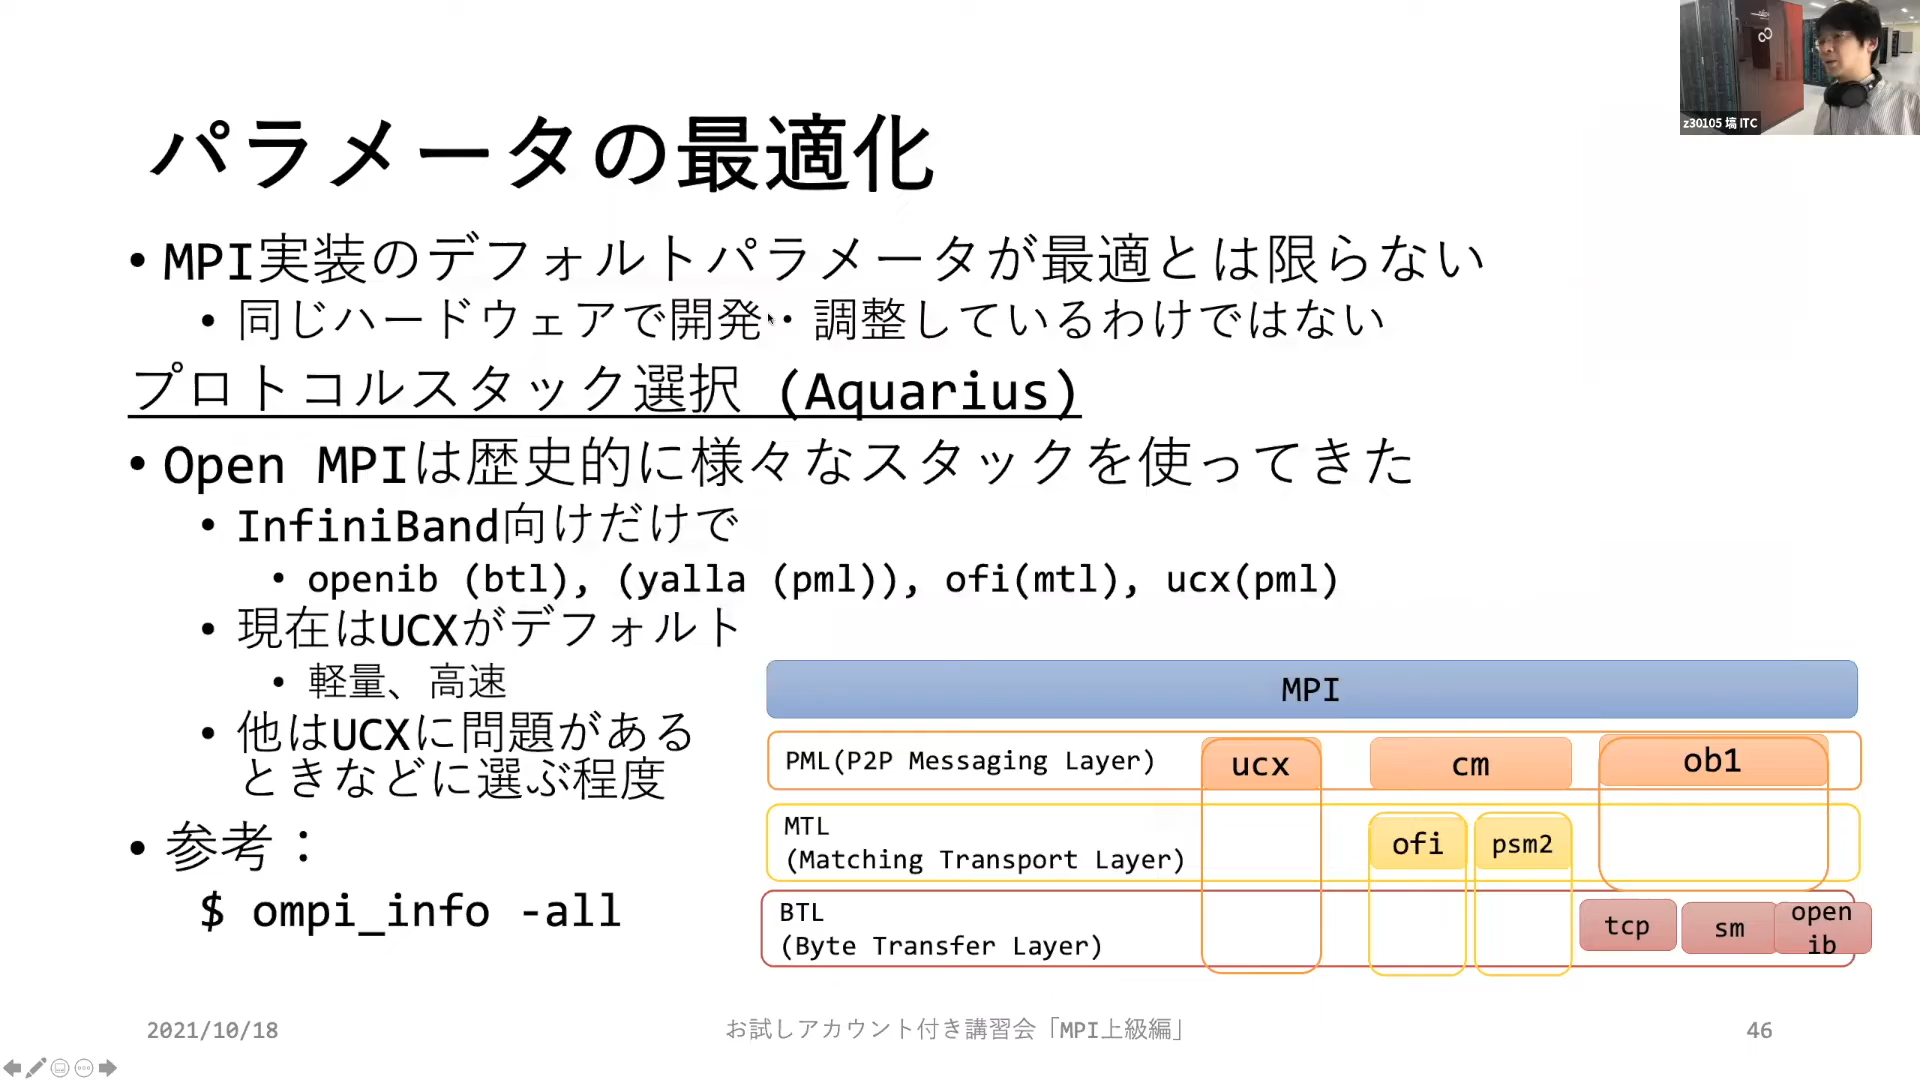 z30105 塙 ITC
パラメータの最適化
• MPI実装のデフォルトパラメータが最適とは限らない
• 同じハードウェアで開発・調整しているわけではない
プロトコルスタック選択 (Aquarius)
• Open MPIは歴史的に様々なスタックを使ってきた
• InfiniBand向けだけで
• openib (btl), (yalla (pml)), ofi(mtl), ucx(pml)
• 現在はUCXがデフォルト
• 軽量、高速
• 他はUCXに問題がある
ときなどに選ぶ程度
• 参考：
$ ompi_info -all
MPI
PML(P2P Messaging Layer)
ucx
cm
ob1
MTL
(Matching Transport Layer)
ofi
psm2
BTL
(Byte Transfer Layer)
tcp
sm
open
ib
2021/10/18
お試しアカウント付き講習会「MPI上級編」
46